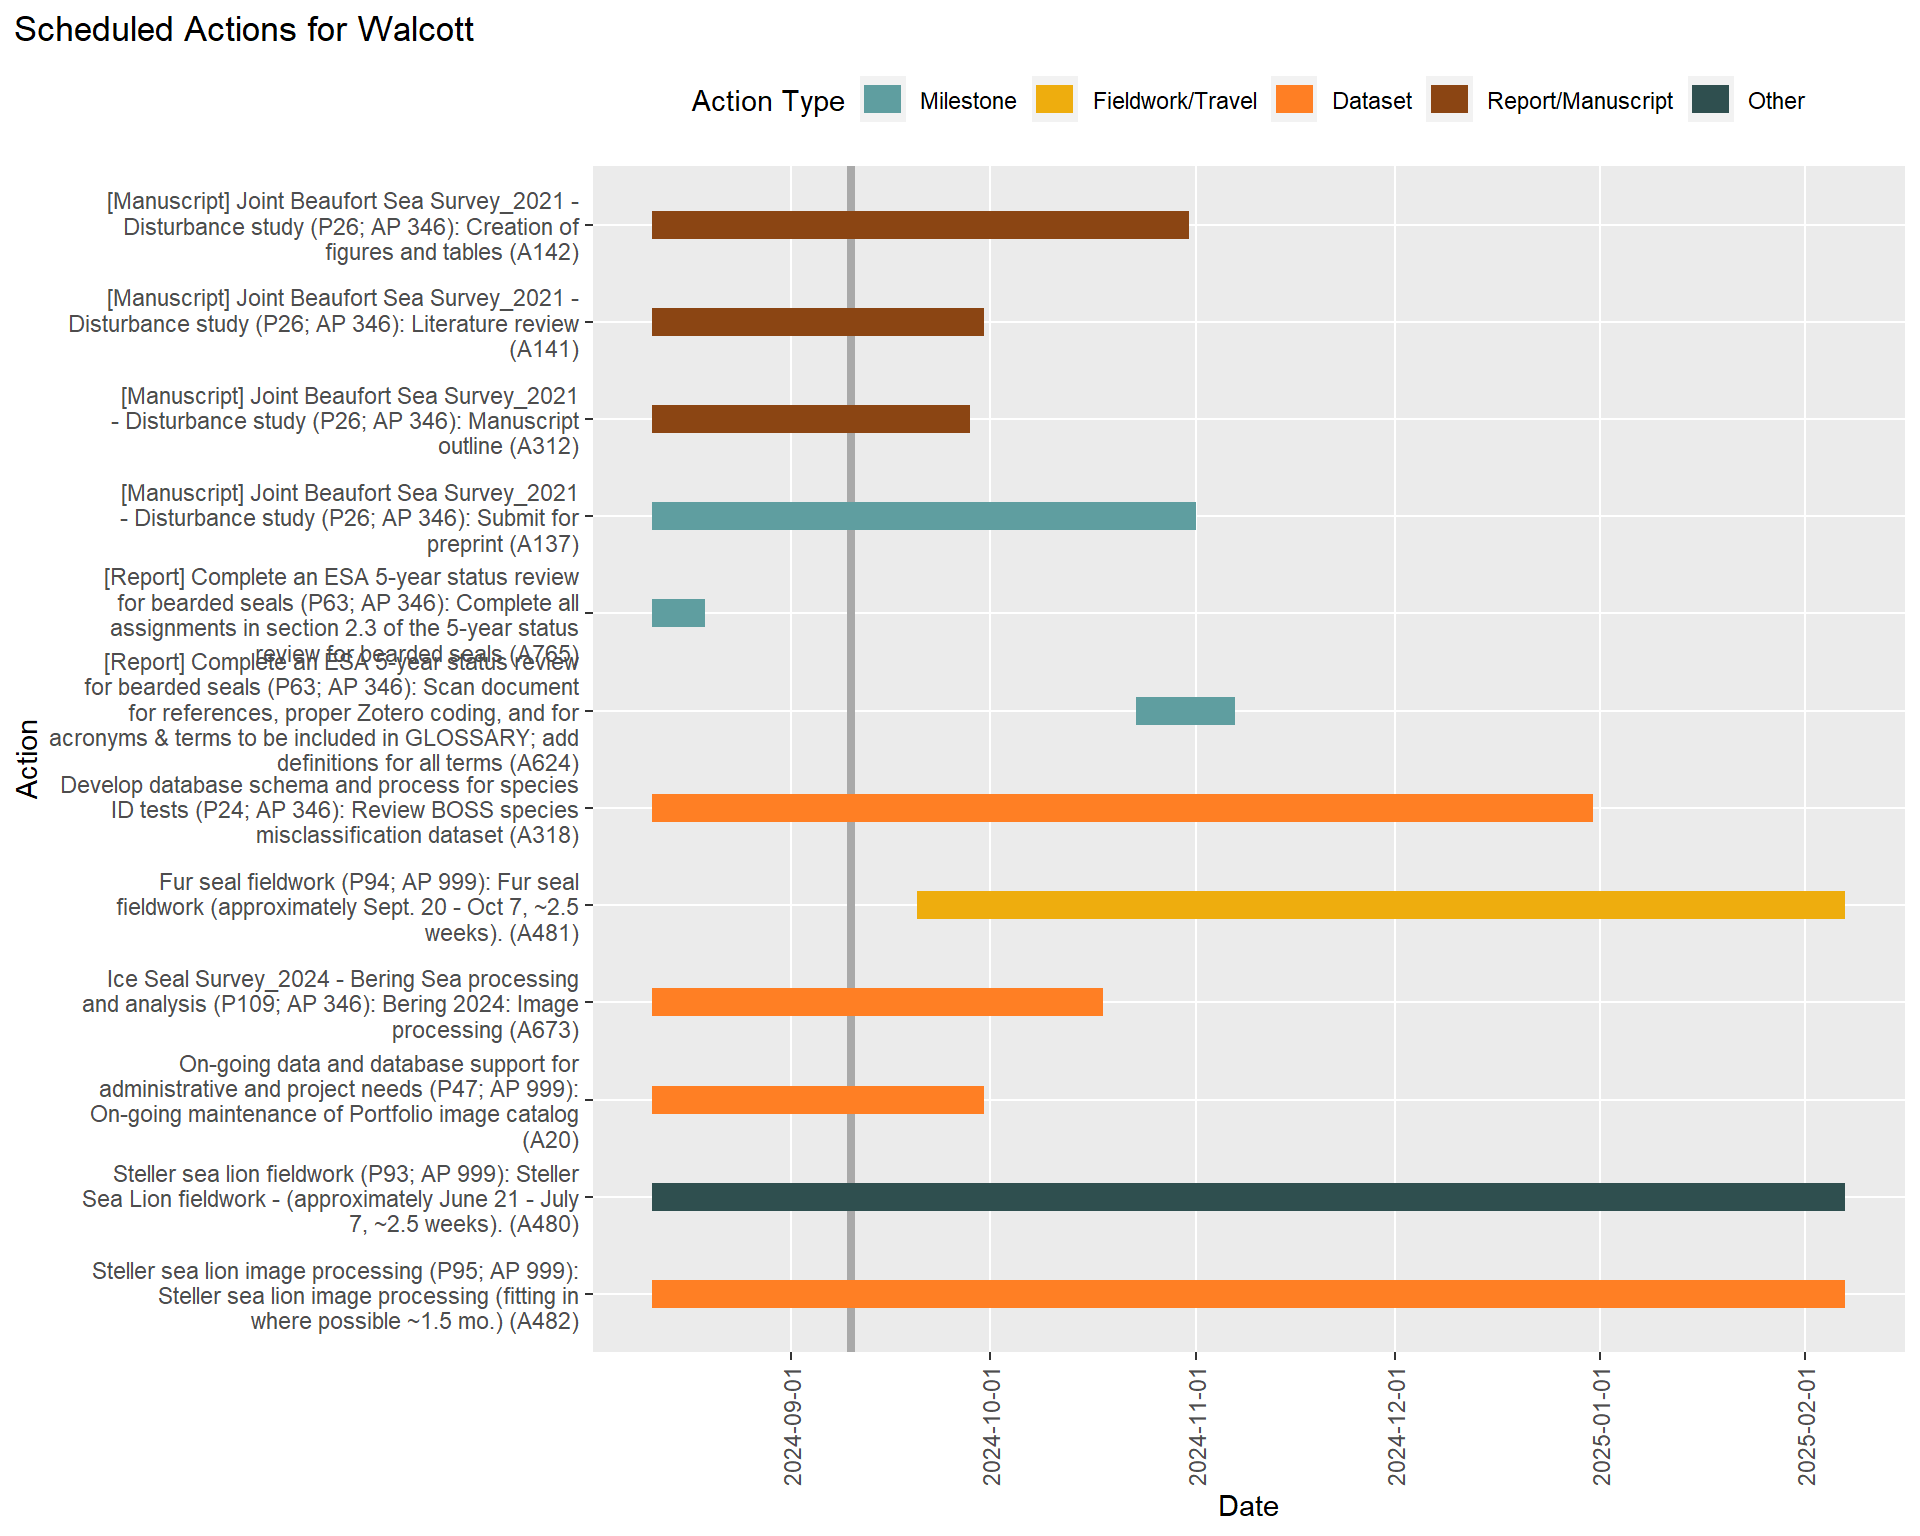 Scheduled Actions for Walcott
Action Type
Milestone
Fieldwork/Travel
Dataset
Report/Manuscript
Other
[Manuscript] Joint Beaufort Sea Survey_2021 -
Disturbance study (P26; AP 346): Creation of
figures and tables (A142)
[Manuscript] Joint Beaufort Sea Survey_2021 -
Disturbance study (P26; AP 346): Literature review
(A141)
[Manuscript] Joint Beaufort Sea Survey_2021
- Disturbance study (P26; AP 346): Manuscript
outline (A312)
[Manuscript] Joint Beaufort Sea Survey_2021
- Disturbance study (P26; AP 346): Submit for
preprint (A137)
[Report] Complete an ESA 5-year status review
for bearded seals (P63; AP 346): Complete all
assignments in section 2.3 of the 5-year status
review for bearded seals (A765)
[Report] Complete an ESA 5-year status review
for bearded seals (P63; AP 346): Scan document
for references, proper Zotero coding, and for
acronyms & terms to be included in GLOSSARY; add
definitions for all terms (A624)
Develop database schema and process for species
ID tests (P24; AP 346): Review BOSS species
misclassification dataset (A318)
Fur seal fieldwork (P94; AP 999): Fur seal
fieldwork (approximately Sept. 20 - Oct 7, ~2.5
weeks). (A481)
Ice Seal Survey_2024 - Bering Sea processing
and analysis (P109; AP 346): Bering 2024: Image
processing (A673)
On-going data and database support for
administrative and project needs (P47; AP 999):
On-going maintenance of Portfolio image catalog
(A20)
Steller sea lion fieldwork (P93; AP 999): Steller
Sea Lion fieldwork - (approximately June 21 - July
7, ~2.5 weeks). (A480)
Steller sea lion image processing (P95; AP 999):
Steller sea lion image processing (fitting in
where possible ~1.5 mo.) (A482)
Action
2024-09-01
2024-10-01
2024-11-01
2024-12-01
2025-01-01
2025-02-01
Date